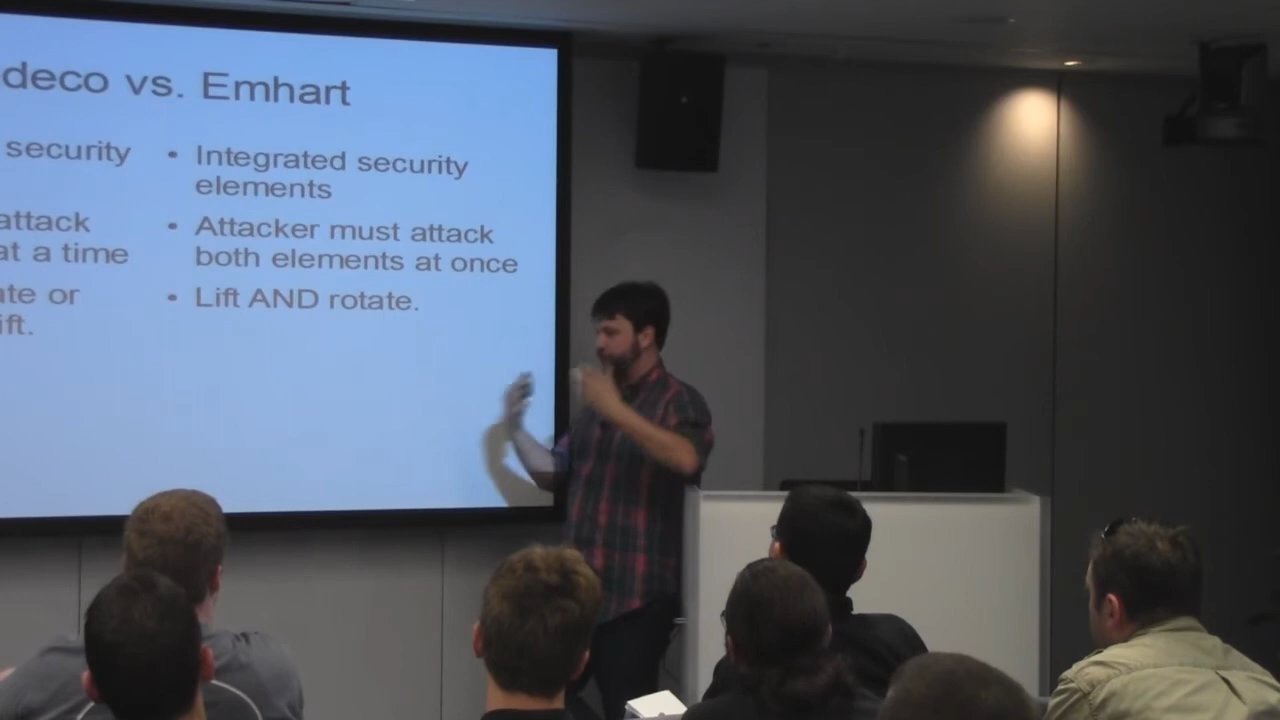 deco vs. Emhart
security
attack
at a time
ate or
ift.
• Integrated security
elements
• Attacker must attack
both elements at once
• Lift AND rotate.